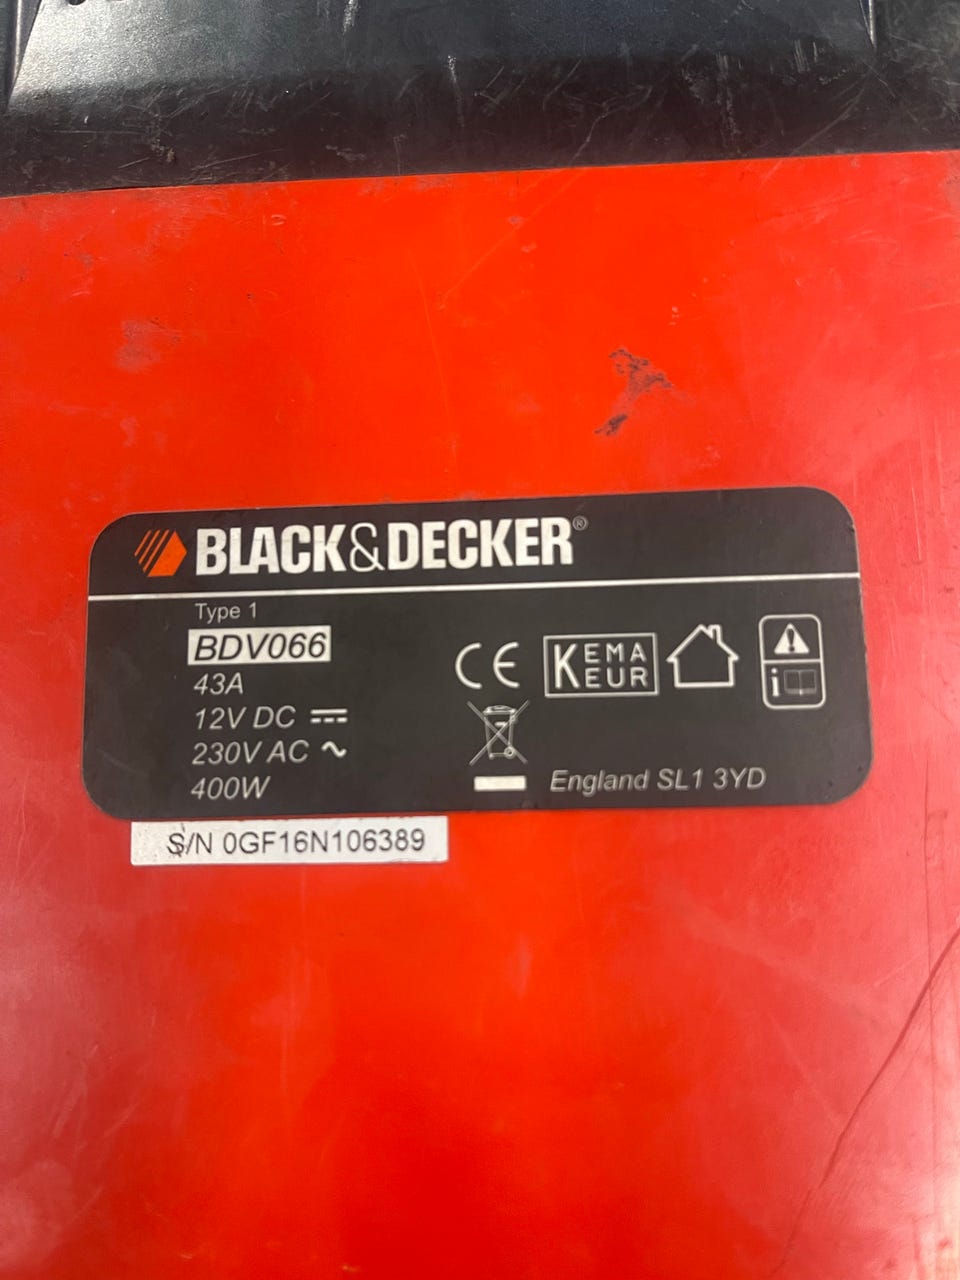 BLACK&DECKER®
Type 1
BDV066
43A
12V DC
230V AC ~
400W
CE
KEMA
KEUR
i
England SL1 3YD
S/N 0GF16N106389